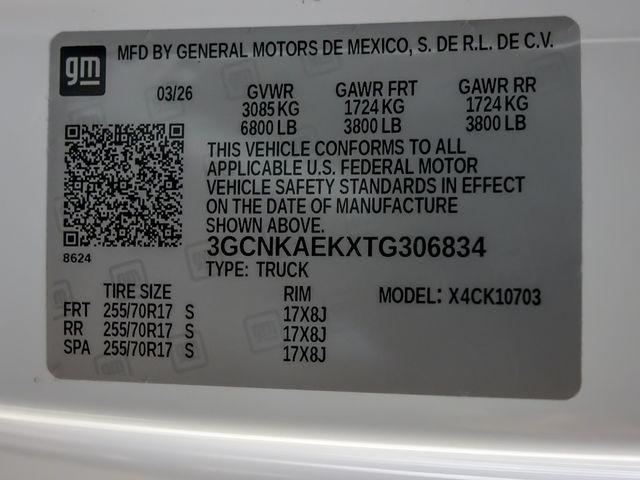 gm
MFD BY GENERAL MOTORS DE MEXICO, S. DE R.L. DE C.V.
03/26 GVWR GAWR FRT GAWR RR
3085 KG 1724 KG 1724 KG
6800 LB 3800 LB 3800 LB
THIS VEHICLE CONFORMS TO ALL
APPLICABLE U.S. FEDERAL MOTOR
VEHICLE SAFETY STANDARDS IN EFFECT
ON THE DATE OF MANUFACTURE
SHOWN ABOVE.
8624
3GCNKAEKXTG306834
TYPE: TRUCK
TIRE SIZE RIM MODEL: X4CK10703
FRT 255/70R17 S 17X8J
RR 255/70R17 S 17X8J
SPA 255/70R17 S 17X8J